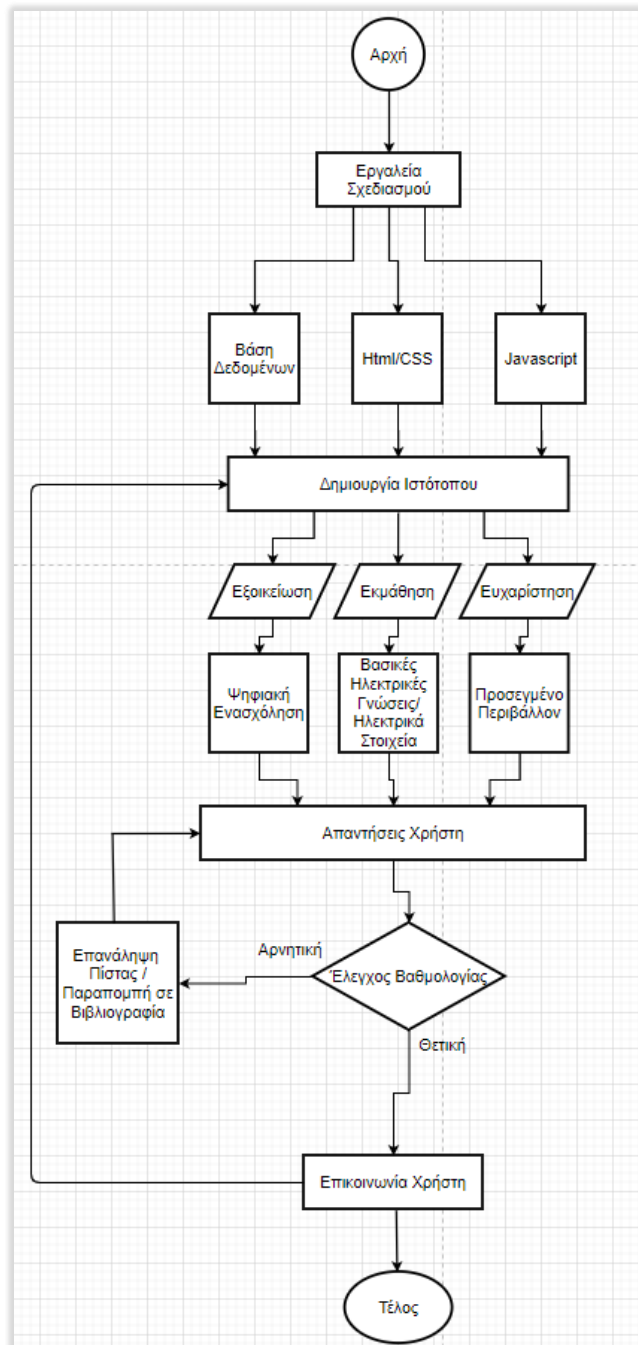 Αρχή
Εργαλεία
Σχεδιασμού
Βάση
Δεδομένων
Html/CSS
Javascript
Δημιουργία Ιστότοπου
Εξοικείωση
Εκμάθηση
Ευχαρίστηση
Ψηφιακή
Ενασχόληση
Βασικές
Ηλεκτρικές
Γνώσεις/
Ηλεκτρικά
Στοιχεία
Προσεγμένο
Περιβάλλον
Απαντήσεις Χρήστη
Επανάληψη
Πίστας /
Παραπομπή σε
Βιβλιογραφία
Αρνητική
Έλεγχος Βαθμολογίας
Θετική
Επικοινωνία Χρήστη
Τέλος